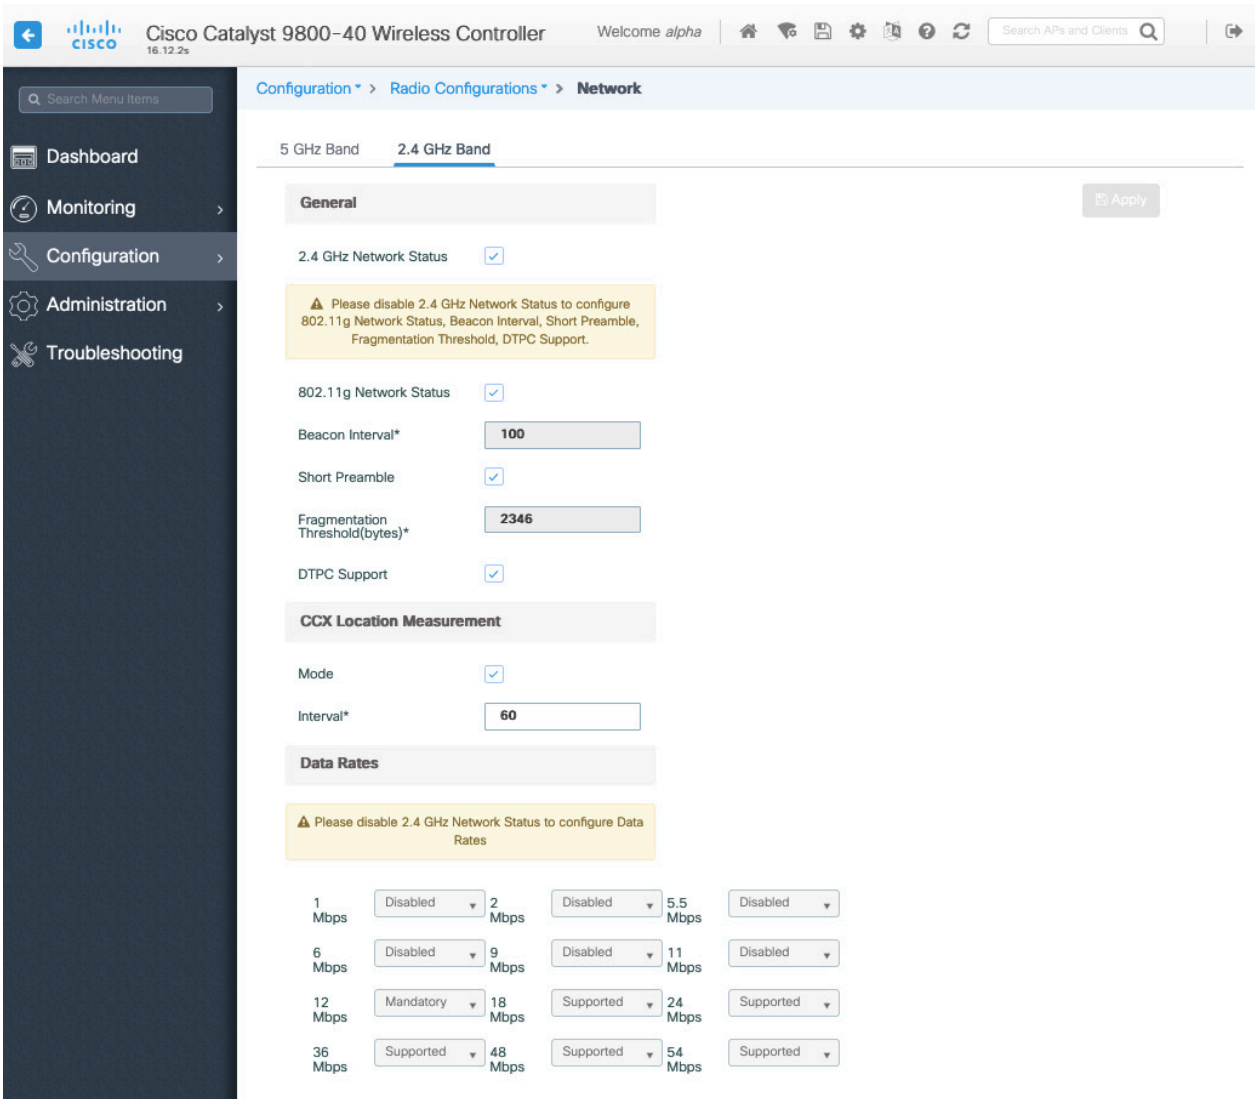 CISCO
Cisco Catalyst 9800-40 Wireless Controller
16.12.2s
Welcome alpha
Search APs and Clients
Search Menu Items
Dashboard
Monitoring
Configuration
Administration
Troubleshooting
Configuration > Radio Configurations > Network
5 GHz Band 2.4 GHz Band
Apply
General
2.4 GHz Network Status
Please disable 2.4 GHz Network Status to configure
802.11g Network Status, Beacon Interval, Short Preamble,
Fragmentation Threshold, DTPC Support.
802.11g Network Status
Beacon Interval* 100
Short Preamble
Fragmentation
Threshold(bytes)* 2346
DTPC Support
CCX Location Measurement
Mode
Interval* 60
Data Rates
Please disable 2.4 GHz Network Status to configure Data
Rates
1 Mbps Disabled 2 Mbps Disabled 5.5 Mbps Disabled
6 Mbps Disabled 9 Mbps Disabled 11 Mbps Disabled
12 Mbps Mandatory 18 Mbps Supported 24 Mbps Supported
36 Mbps Supported 48 Mbps Supported 54 Mbps Supported